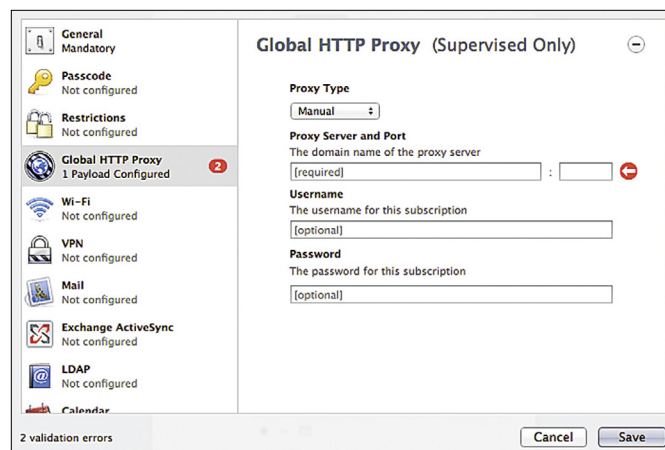 General
Mandatory
Passcode
Not configured
Restrictions
Not configured
Global HTTP Proxy
1 Payload Configured
2
Wi-Fi
Not configured
VPN
Not configured
Mail
Not configured
Exchange ActiveSync
Not configured
LDAP
Not configured
Calendar
2 validation errors
Global HTTP Proxy (Supervised Only)
Proxy Type
Manual
Proxy Server and Port
The domain name of the proxy server
[required] :
Username
The username for this subscription
[optional]
Password
The password for this subscription
[optional]
Cancel Save